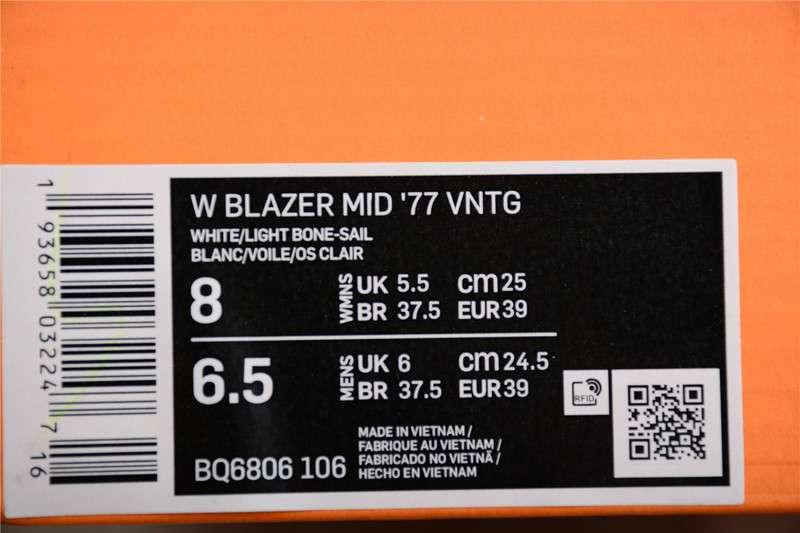 W BLAZER MID '77 VNTG
WHITE/LIGHT BONE-SAIL
BLANC/VOILE/OS CLAIR
8 WMNS UK 5.5 CM 25
BR 37.5 EUR 39
6.5 MENS UK 6 CM 24.5
BR 37.5 EUR 39
RFID
BQ6806 106
MADE IN VIETNAM /
FABRIQUE AU VIETNAM /
FABRICADO NO VIETNÃ /
HECHO EN VIETNAM
1 93658 03224 7 16